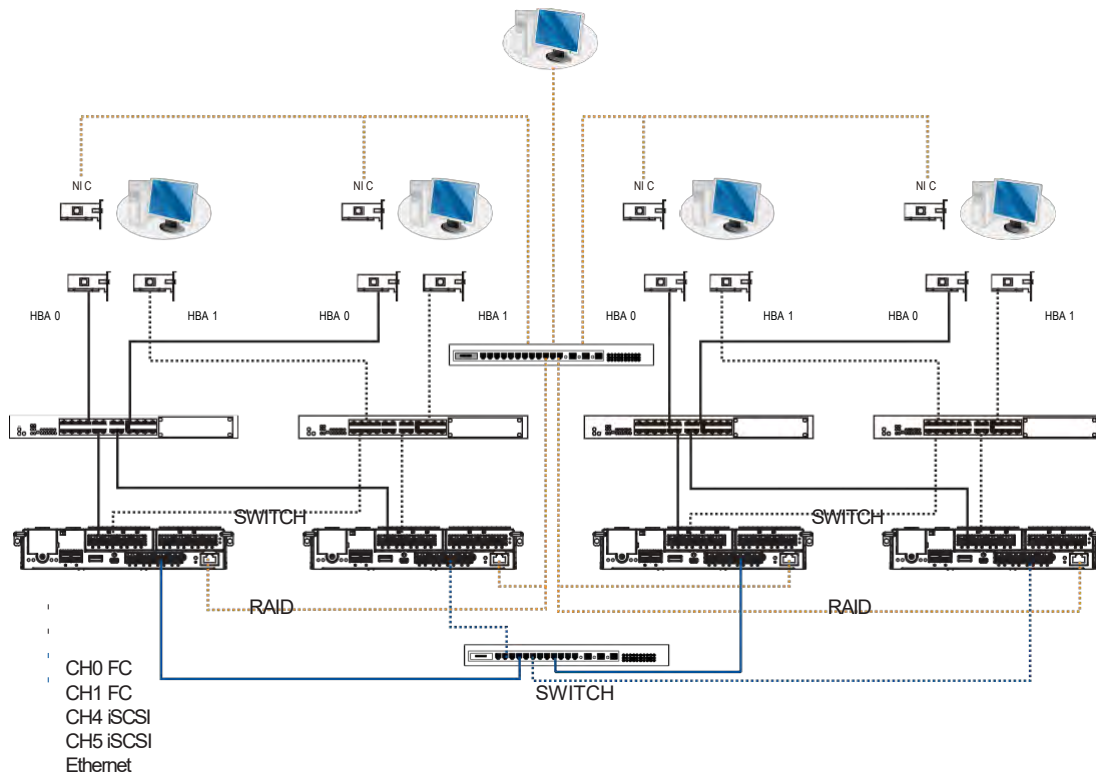 NI C
NI C
NI C
NI C
HBA 0
HBA 1
HBA 0
HBA 1
HBA 0
HBA 1
HBA 0
HBA 1
SWITCH
SWITCH
RAID
RAID
SWITCH
CH0 FC
CH1 FC
CH4 iSCSI
CH5 iSCSI
Ethernet